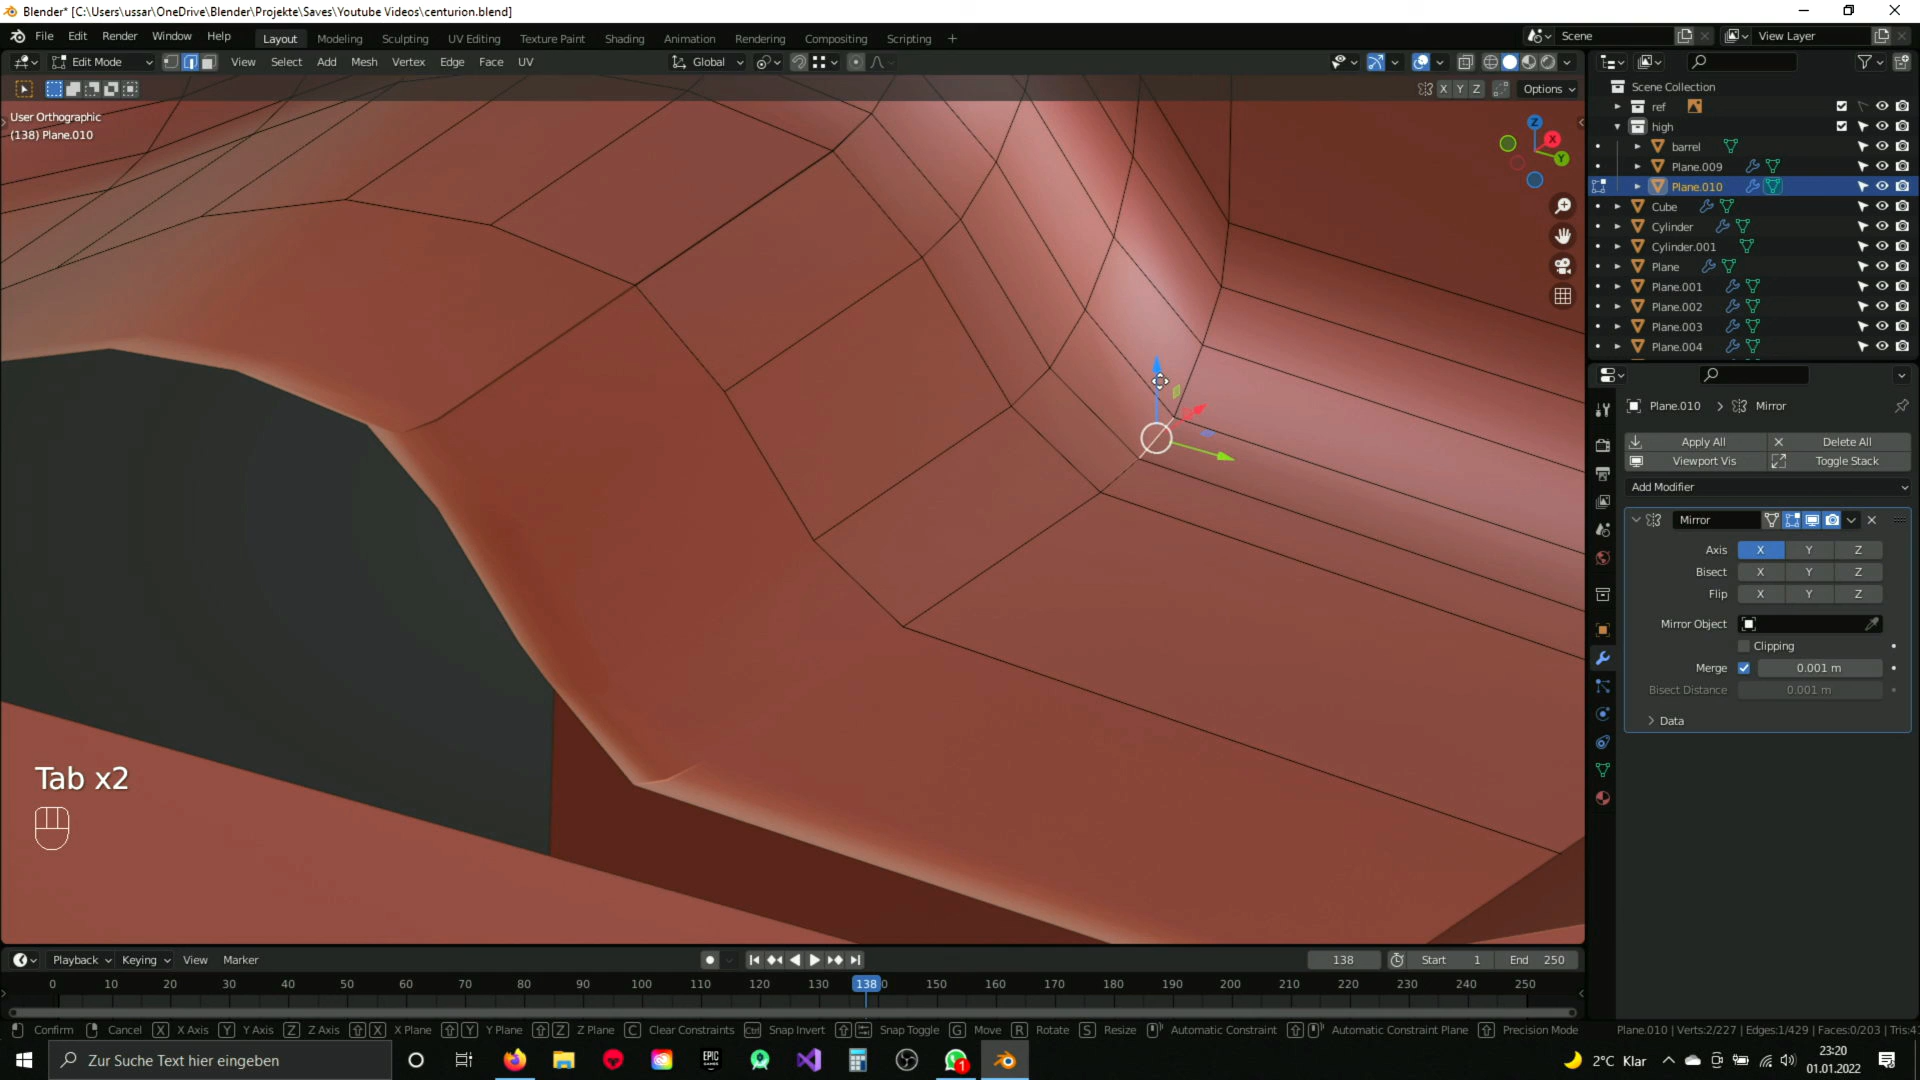 Blender* [C:\Users\ussar\OneDrive\Blender\Projekte\Saves\Youtube Videos\centurion.blend]
File Edit Render Window Help Layout Modeling Sculpting UV Editing Texture Paint Shading Animation Rendering Compositing Scripting + Scene View Layer
Edit Mode View Select Add Mesh Vertex Edge Face UV Global
X Y Z Options
User Orthographic
(138) Plane.010
Z
X
Y
Scene Collection
ref
high
barrel
Plane.009
Plane.010
Cube
Cylinder
Cylinder.001
Plane
Plane.001
Plane.002
Plane.003
Plane.004
Plane.010 > Mirror
Apply All Delete All
Viewport Vis Toggle Stack
Add Modifier
Mirror
Axis X Y Z
Bisect X Y Z
Flip X Y Z
Mirror Object
Clipping
Merge 0.001 m
Bisect Distance 0.001 m
Data
Tab x2
Playback Keying View Marker 138 Start 1 End 250
0 10 20 30 40 50 60 70 80 90 100 110 120 130 138 0 150 160 170 180 190 200 210 220 230 240 250
Confirm Cancel X X Axis Y Y Axis Z Z Axis X X Plane Y Y Plane Z Z Plane C Clear Constraints Ctrl Snap Invert Snap Toggle G Move R Rotate S Resize Automatic Constraint Automatic Constraint Plane Precision Mode Plane.010 | Verts:2/227 | Edges:1/429 | Faces:0/203 | Tris:4
Zur Suche Text hier eingeben EPIC 1 2°C Klar 23:20
01.01.2022